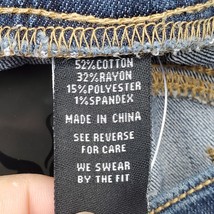 52%COTTON
32%RAYON
15%POLYESTER
1%SPANDEX
MADE IN CHINA
SEE REVERSE
FOR CARE
WE SWEAR
BY THE FIT